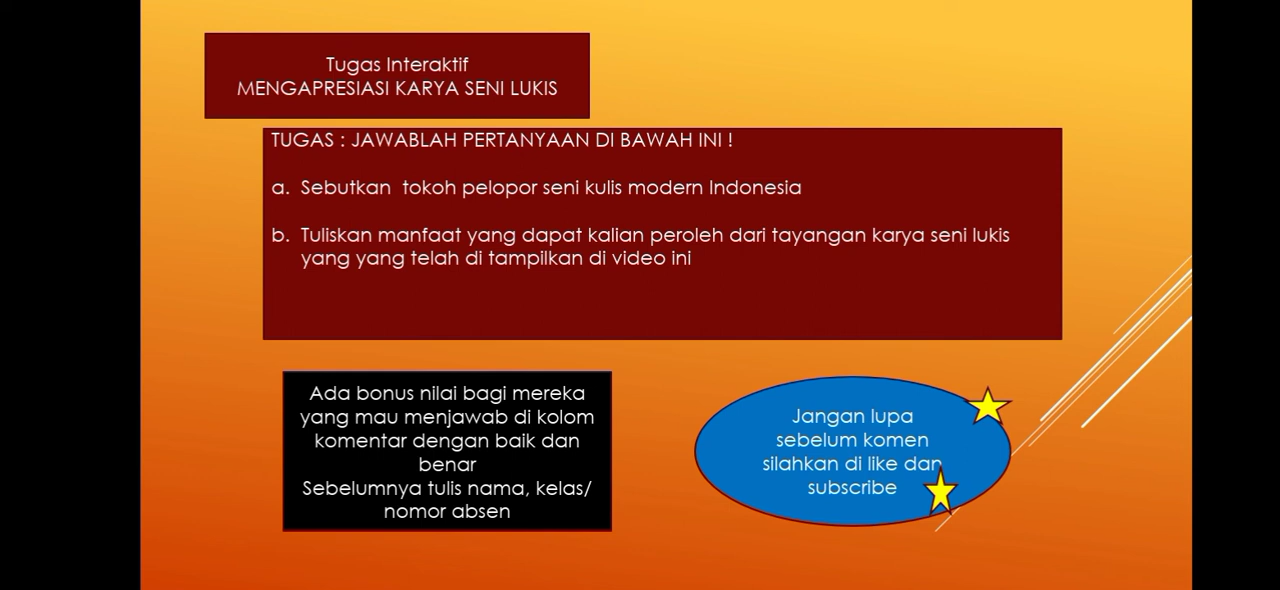 Tugas Interaktif
MENGAPRESIASI KARYA SENI LUKIS
TUGAS : JAWABLAH PERTANYAAN DI BAWAH INI !
a. Sebutkan tokoh pelopor seni kulis modern Indonesia
b. Tuliskan manfaat yang dapat kalian peroleh dari tayangan karya seni lukis
yang yang telah di tampilkan di video ini
Ada bonus nilai bagi mereka
yang mau menjawab di kolom
komentar dengan baik dan
benar
Sebelumnya tulis nama, kelas/
nomor absen
Jangan lupa
sebelum komen
silahkan di like dan
subscribe